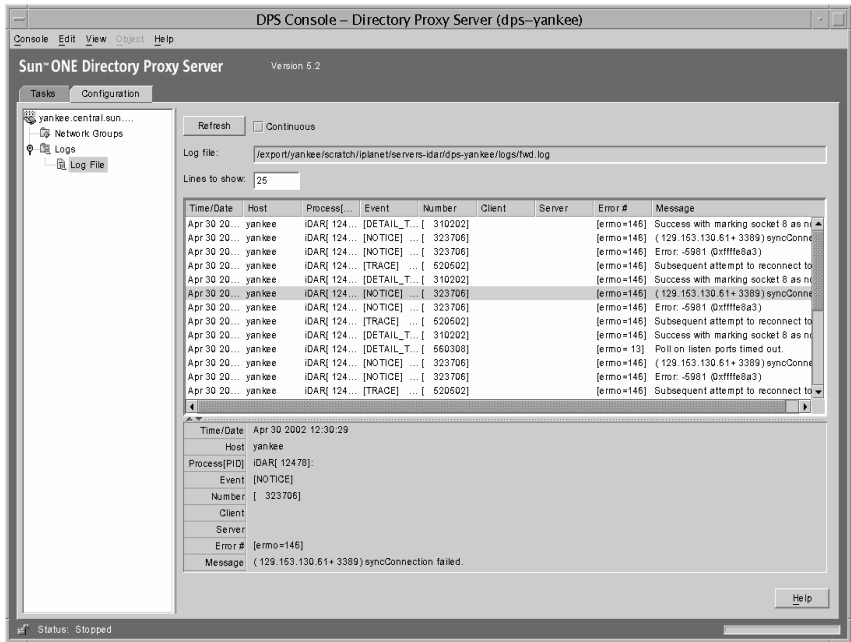 DPS Console – Directory Proxy Server (dps–yankee)
Console Edit View Object Help
Sun™ ONE Directory Proxy Server Version 5.2
Tasks Configuration
yankee.central.sun....
Network Groups
Logs
Log File
Refresh Continuous
Log file: /export/yankee/scratch/iplanet/servers-idar/dps-yankee/logs/fwd.log
Lines to show: 25
Time/Date Host Process[... Event Number Client Server Error # Message
Apr 30 20... yankee iDAR[ 124... [DETAIL_T... [ 310202] [errno=146] Success with marking socket 8 as no
Apr 30 20... yankee iDAR[ 124... [NOTICE] ... [ 323706] [errno=146] ( 129.153.130.61+ 3389) syncConne
Apr 30 20... yankee iDAR[ 124... [NOTICE] ... [ 323706] [errno=146] Error: -5981 (0xffffe8a3)
Apr 30 20... yankee iDAR[ 124... [TRACE] ... [ 520502] [errno=146] Subsequent attempt to reconnect to
Apr 30 20... yankee iDAR[ 124... [DETAIL_T... [ 310202] [errno=146] Success with marking socket 8 as no
Apr 30 20... yankee iDAR[ 124... [NOTICE] ... [ 323706] [errno=146] ( 129.153.130.61+ 3389) syncConne
Apr 30 20... yankee iDAR[ 124... [NOTICE] ... [ 323706] [errno=146] Error: -5981 (0xffffe8a3)
Apr 30 20... yankee iDAR[ 124... [TRACE] ... [ 520502] [errno=146] Subsequent attempt to reconnect to
Apr 30 20... yankee iDAR[ 124... [DETAIL_T... [ 310202] [errno=146] Success with marking socket 8 as no
Apr 30 20... yankee iDAR[ 124... [DETAIL_T... [ 560308] [errno= 13] Poll on listen ports timed out.
Apr 30 20... yankee iDAR[ 124... [NOTICE] ... [ 323706] [errno=146] ( 129.153.130.61+ 3389) syncConne
Apr 30 20... yankee iDAR[ 124... [NOTICE] ... [ 323706] [errno=146] Error: -5981 (0xffffe8a3)
Apr 30 20... yankee iDAR[ 124... [TRACE] ... [ 520502] [errno=146] Subsequent attempt to reconnect to
Time/Date Apr 30 2002 12:30:29
Host yankee
Process[PID] iDAR[ 12478]:
Event [NOTICE]
Number [ 323706]
Client
Server
Error # [errno=146]
Message ( 129.153.130.61+ 3389) syncConnection failed.
Help
Status: Stopped